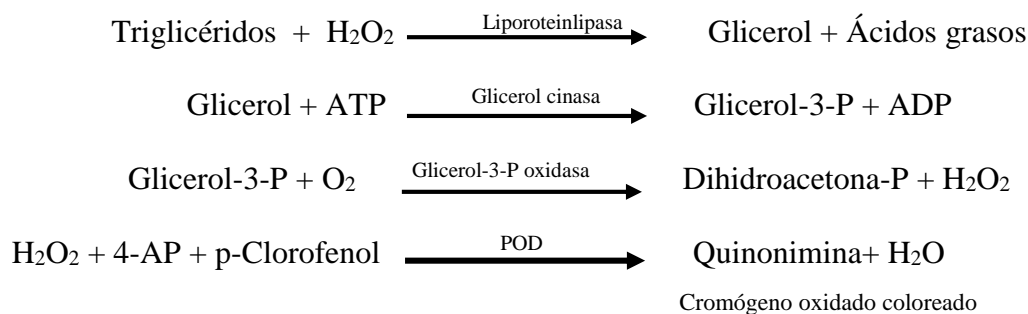 Triglicéridos + H₂O₂ Liporoteinlipasa Glicerol + Ácidos grasos
Glicerol + ATP Glicerol cinasa Glicerol-3-P + ADP
Glicerol-3-P + O₂ Glicerol-3-P oxidasa Dihidroacetona-P + H₂O₂
H₂O₂ + 4-AP + p-Clorofenol POD Quinonimina+ H₂O
Cromógeno oxidado coloreado